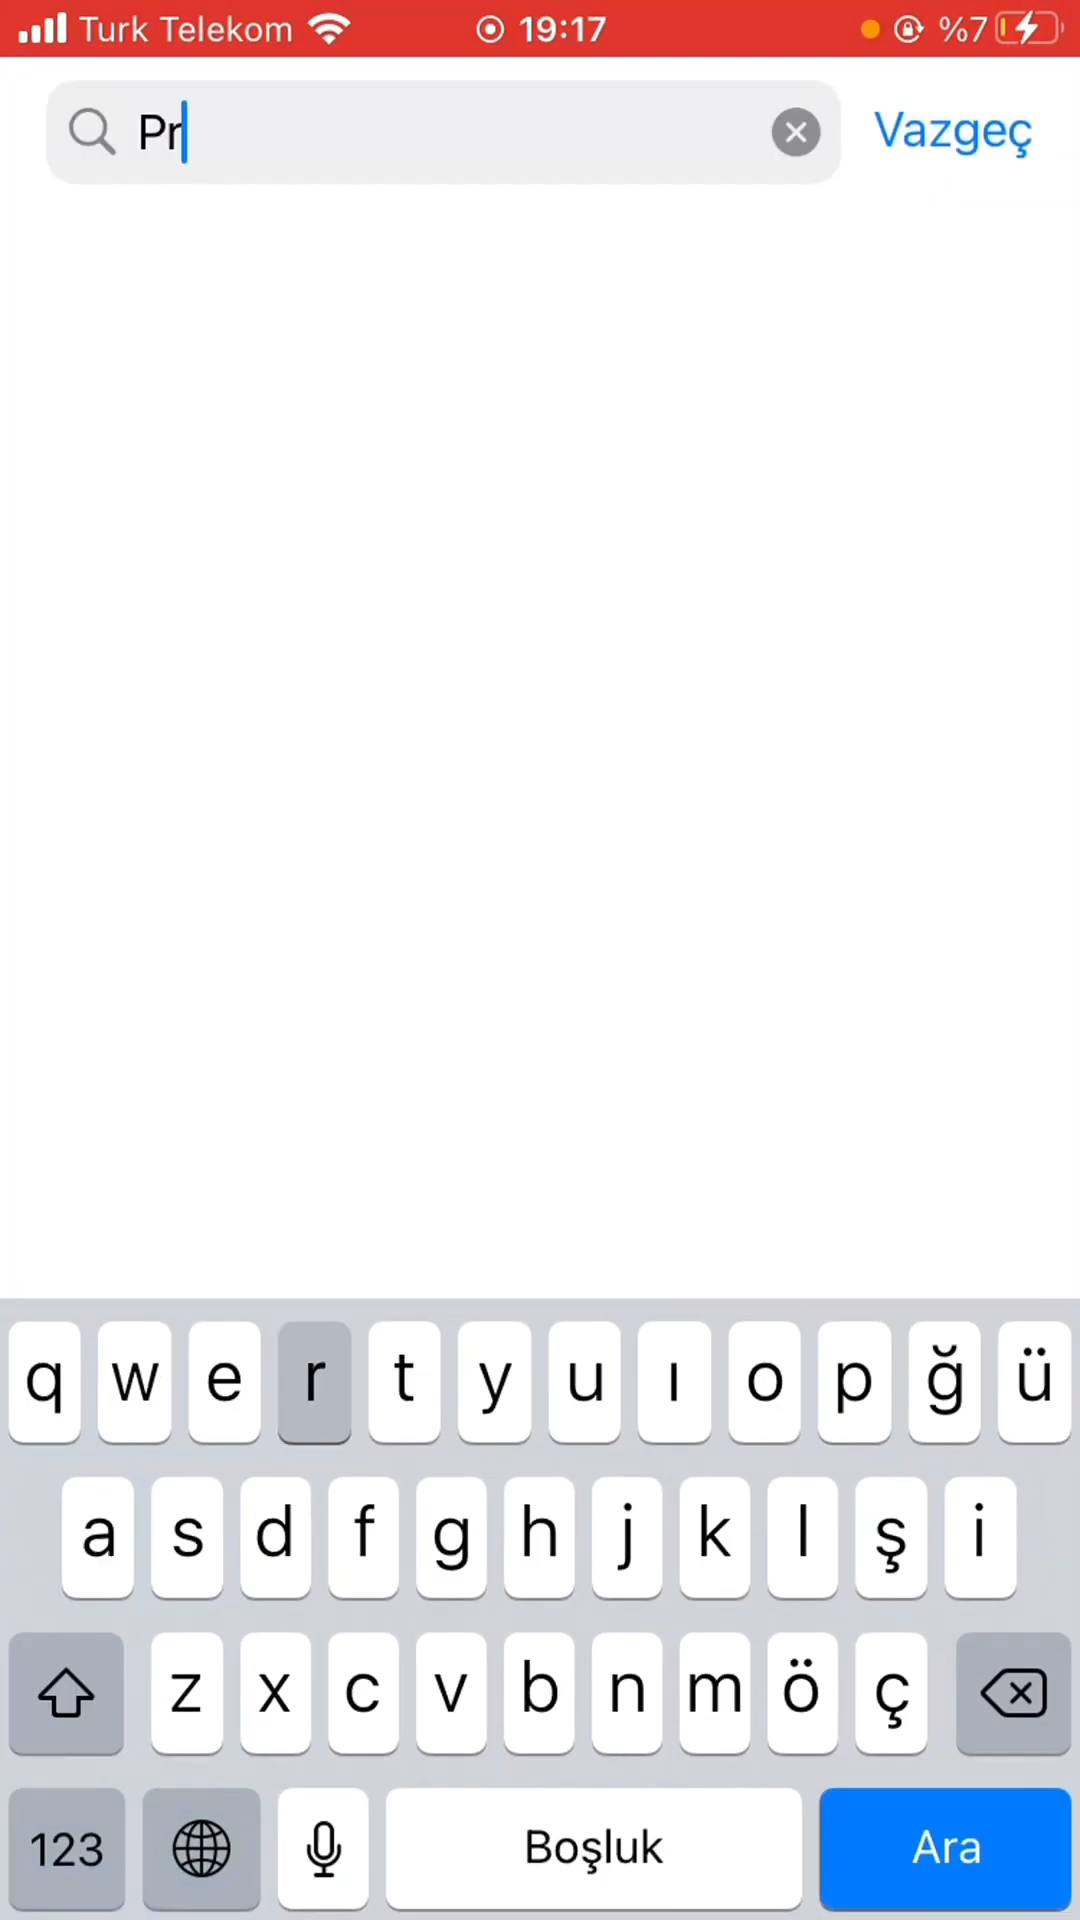 Turk Telekom 19:17 %7
Pr Vazgeç
q w e r t y u ı o p ğ ü
a s d f g h j k l ş i
z x c v b n m ö ç
123 Boşluk Ara